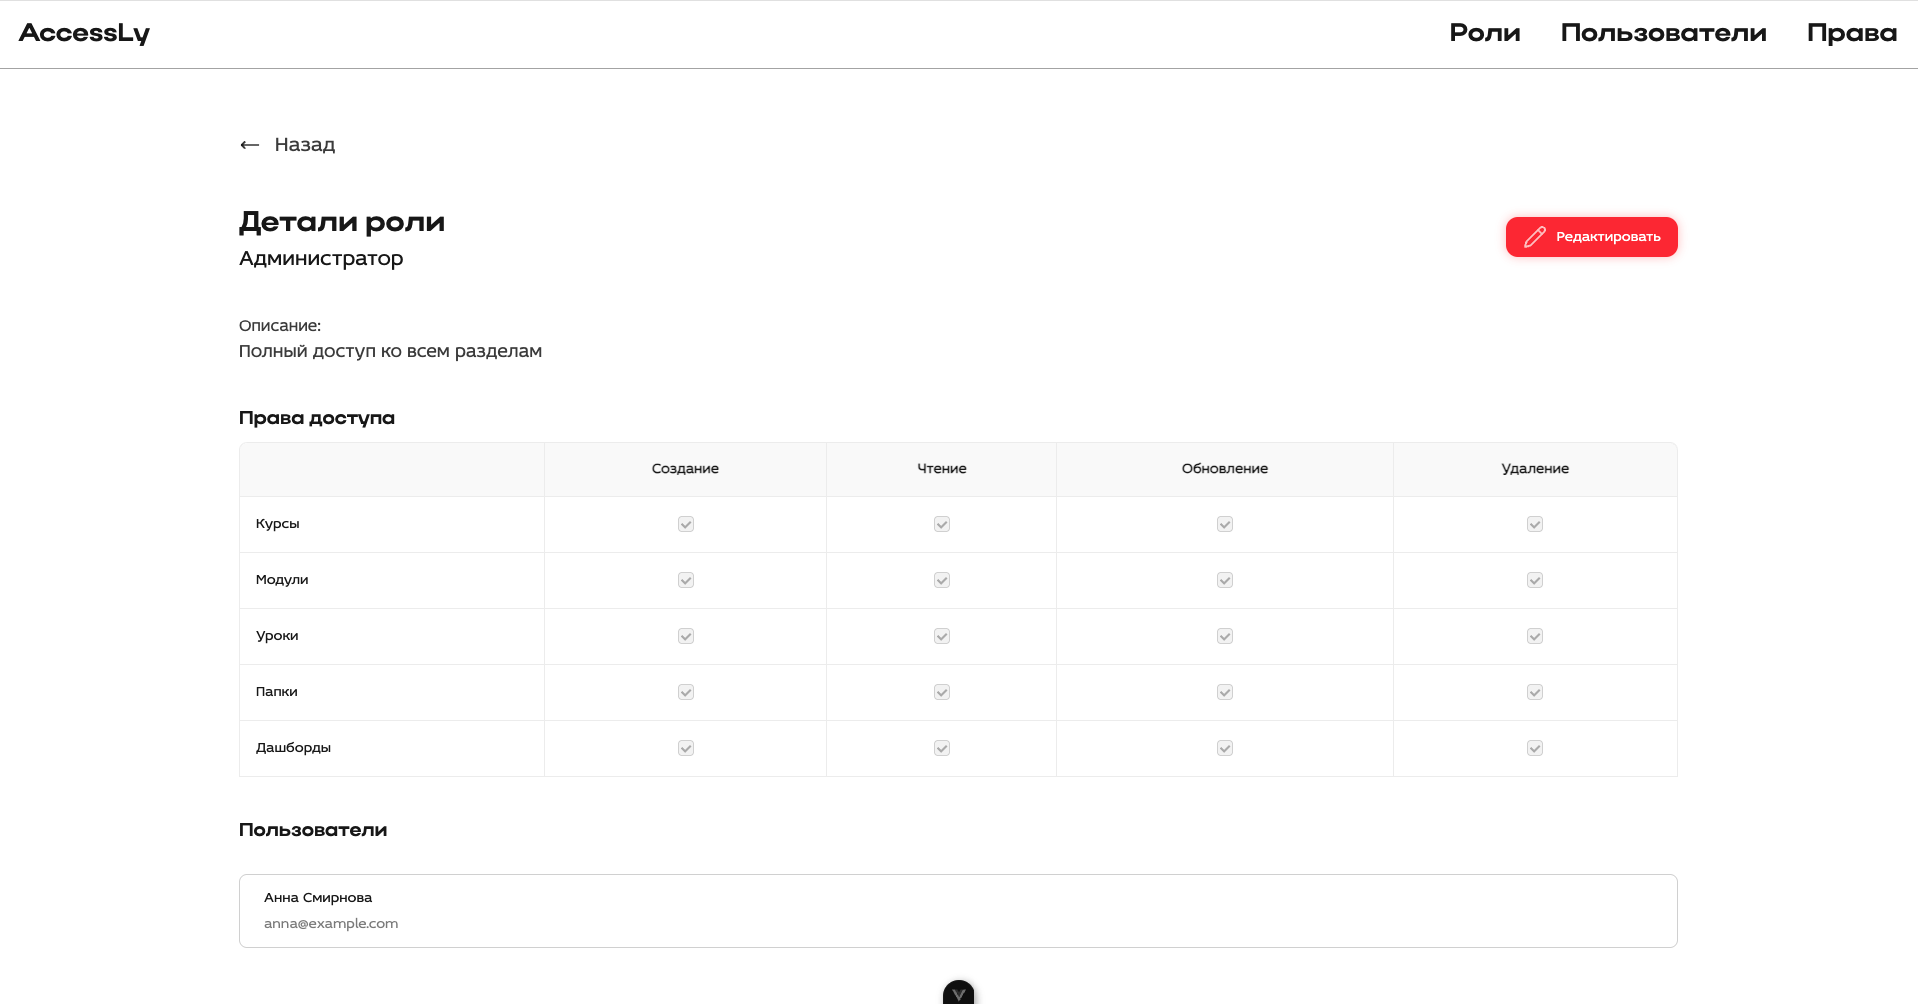 AccessLy
Роли Пользователи Права
Назад
Детали роли
Администратор
Редактировать
Описание:
Полный доступ ко всем разделам
Права доступа
Создание Чтение Обновление Удаление
Курсы
Модули
Уроки
Папки
Дашборды
Пользователи
Анна Смирнова
anna@example.com